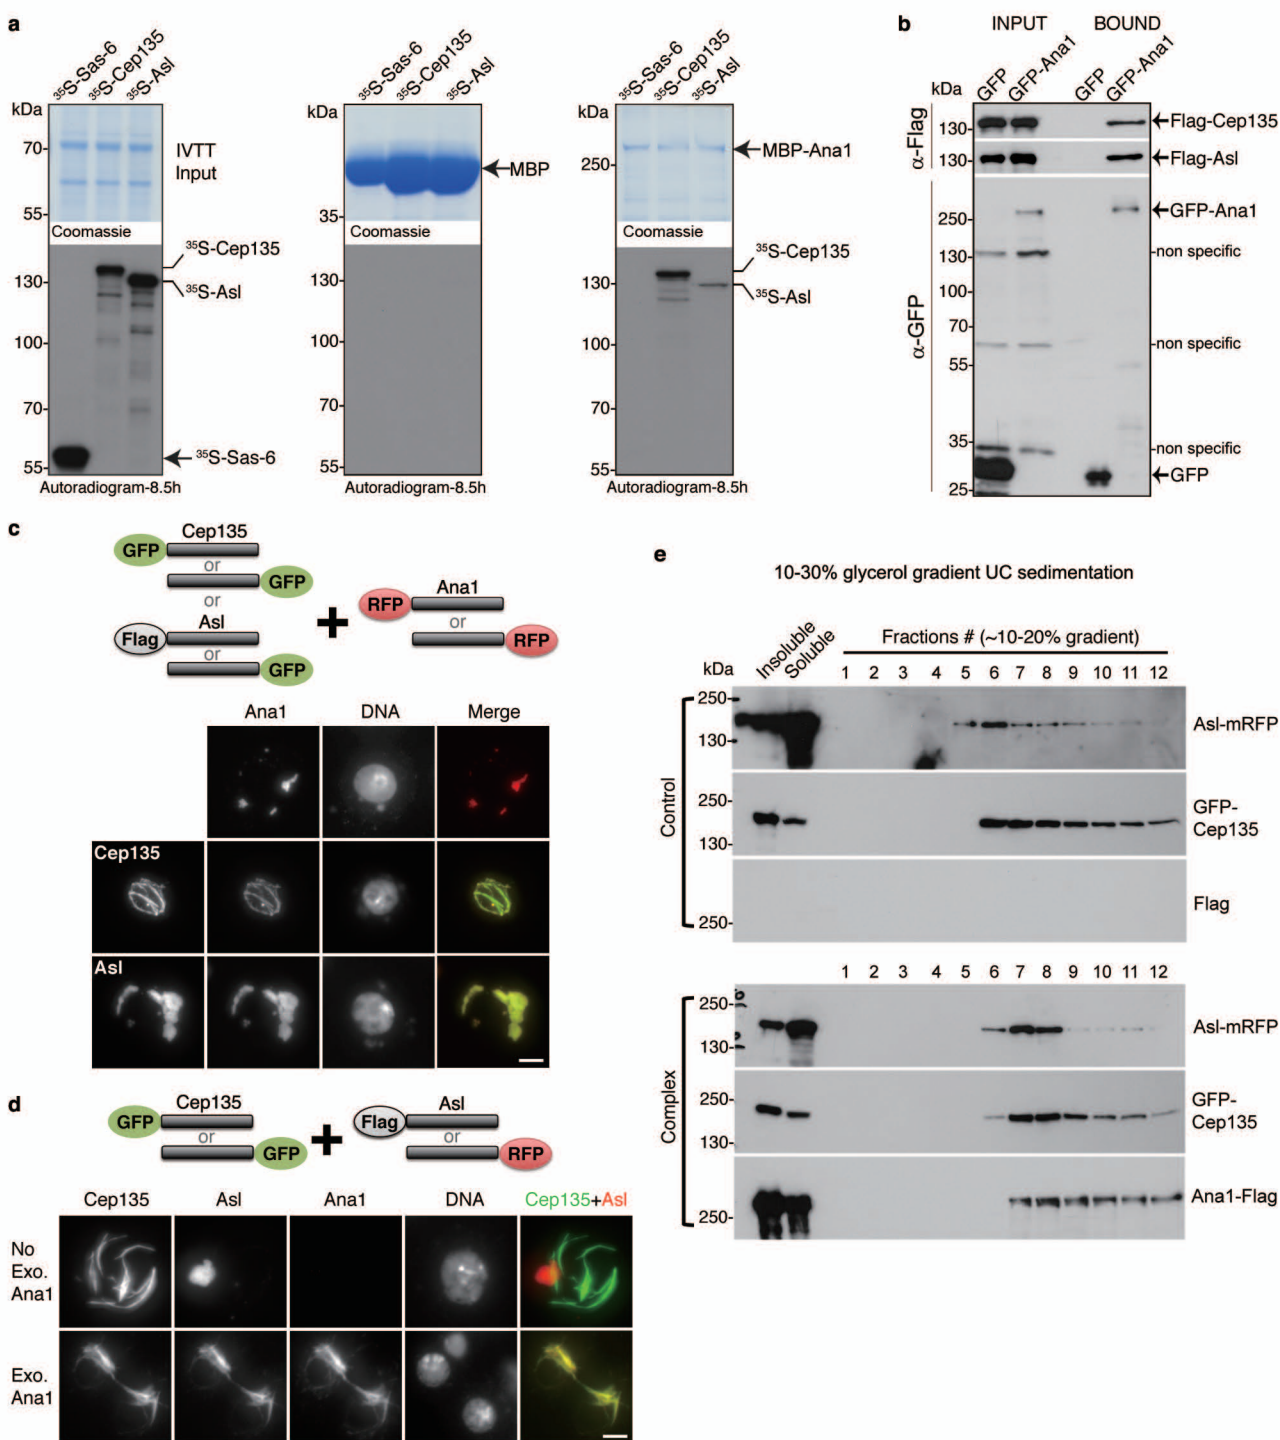 a
³⁵S-Sas-6
³⁵S-Cep135
³⁵S-Asl
kDa
70-
55-
IVTT
Input
Coomassie
130-
100-
70-
55-
³⁵S-Cep135
³⁵S-Asl
³⁵S-Sas-6
Autoradiogram-8.5h
³⁵S-Sas-6
³⁵S-Cep135
³⁵S-Asl
kDa
MBP
35-
Coomassie
130-
100-
70-
55-
Autoradiogram-8.5h
³⁵S-Sas-6
³⁵S-Cep135
³⁵S-Asl
kDa
250-
MBP-Ana1
Coomassie
130-
100-
70-
55-
³⁵S-Cep135
³⁵S-Asl
Autoradiogram-8.5h
b
INPUT BOUND
GFP
GFP-Ana1
GFP
GFP-Ana1
kDa
α-Flag
130-
Flag-Cep135
130-
Flag-Asl
α-GFP
250-
GFP-Ana1
130-
non specific
100-
70-
non specific
55-
35-
non specific
GFP
25-
c
Cep135
GFP
or
GFP
or
Asl
Flag
or
GFP
+
Ana1
RFP
or
RFP
Ana1 DNA Merge
Cep135
Asl
d
Cep135
GFP
or
GFP
+
Asl
Flag
or
RFP
Cep135 Asl Ana1 DNA Cep135+Asl
No
Exo.
Ana1
Exo.
Ana1
e
10-30% glycerol gradient UC sedimentation
Insoluble
Soluble
Fractions # (~10-20% gradient)
kDa
1 2 3 4 5 6 7 8 9 10 11 12
Control
250-
130-
Asl-mRFP
250-
130-
GFP-
Cep135
250-
Flag
1 2 3 4 5 6 7 8 9 10 11 12
Complex
250-
130-
Asl-mRFP
250-
130-
GFP-
Cep135
250-
Ana1-Flag